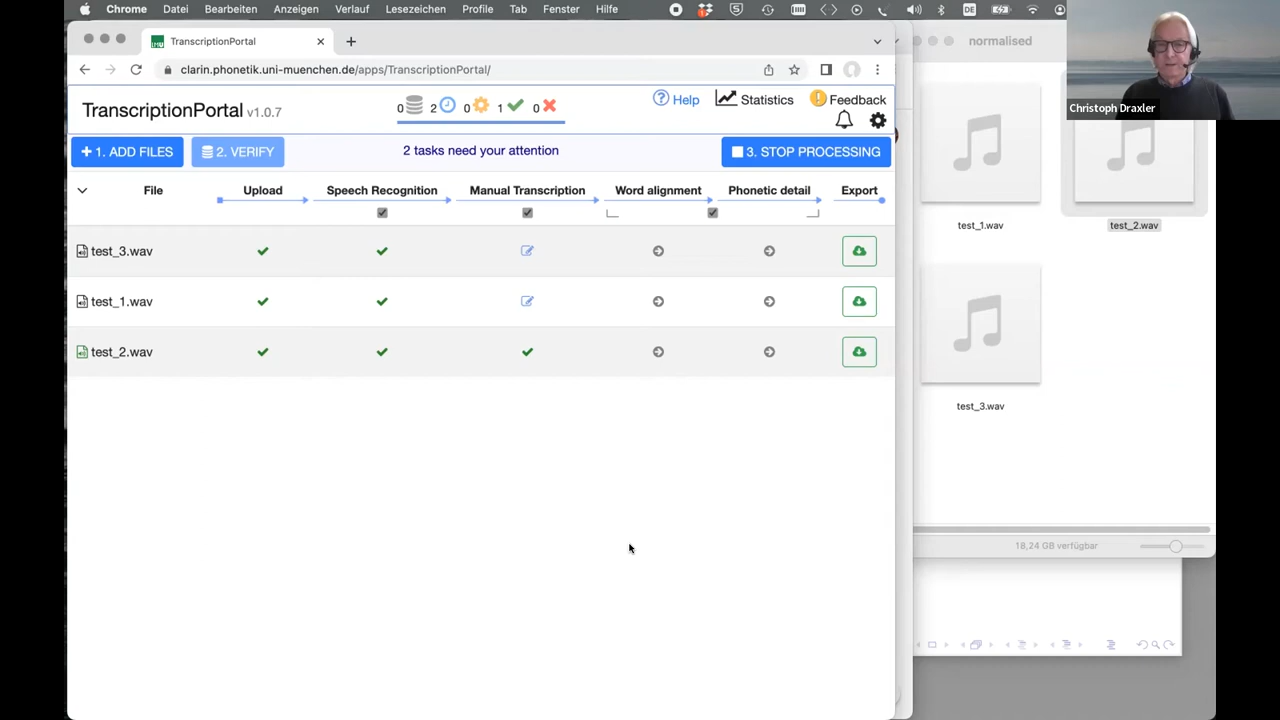 Chrome Datei Bearbeiten Anzeigen Verlauf Lesezeichen Profile Tab Fenster Hilfe DE
TranscriptionPortal
normalised
clarin.phonetik.uni-muenchen.de/apps/TranscriptionPortal/
Christoph Draxler
TranscriptionPortal v1.0.7
0 2 0 1 0
Help Statistics Feedback
+ 1. ADD FILES 2. VERIFY 2 tasks need your attention 3. STOP PROCESSING
File Upload Speech Recognition Manual Transcription Word alignment Phonetic detail Export
test_1.wav test_2.wav
test_3.wav
test_1.wav
test_2.wav
test_3.wav
18,24 GB verfügbar